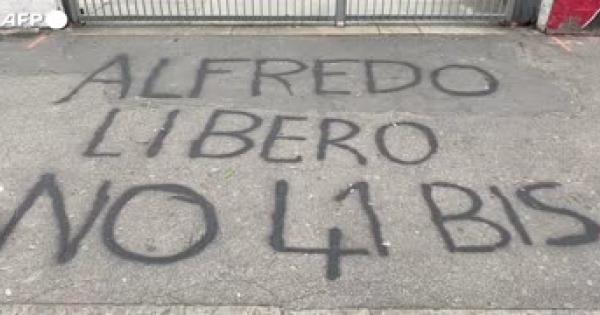 AFP
ALFREDO
LIBERO
NO 41 BIS